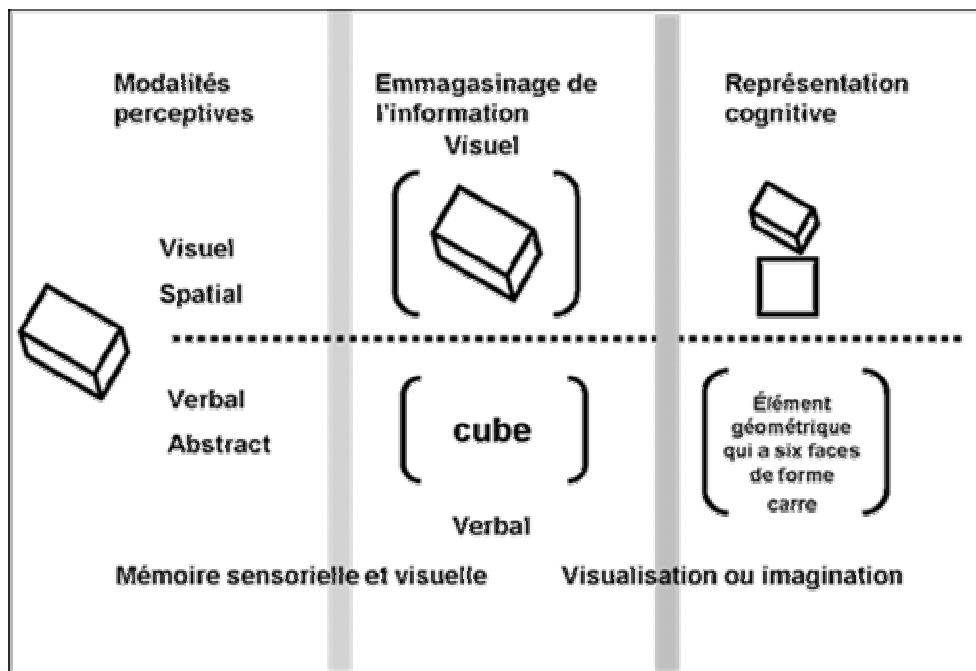 Modalités
perceptives
Emmagasinage de
l'information
Visuel
Représentation
cognitive
Visuel
Spatial
Verbal
Abstract
cube
Verbal
Élément
géométrique
qui a six faces
de forme
carre
Mémoire sensorielle et visuelle
Visualisation ou imagination